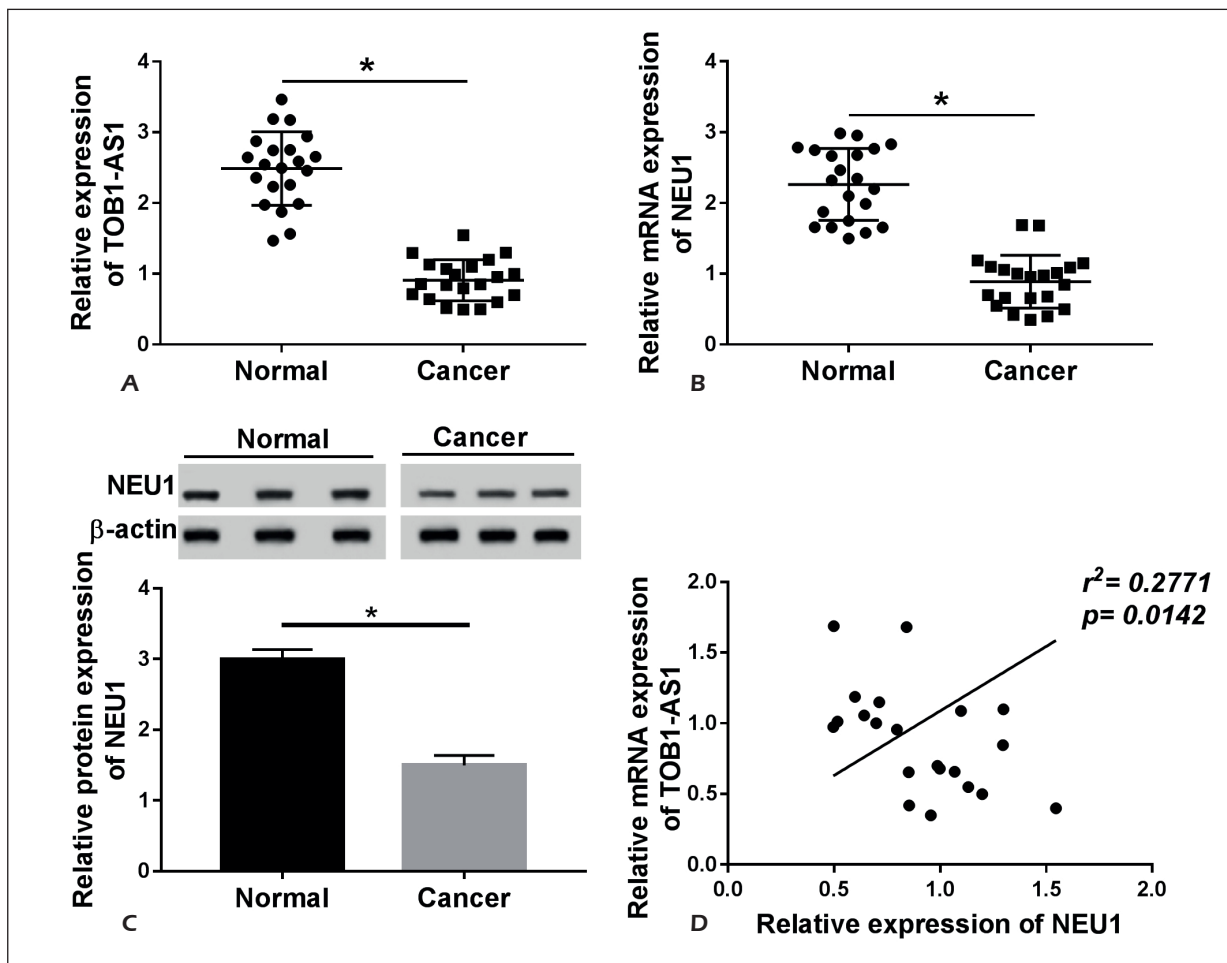 Relative expression
of TOB1-AS1
4
3
2
1
0
*
Normal
Cancer
A
Relative mRNA expression
of NEU1
4
3
2
1
0
*
Normal
Cancer
B
Normal
Cancer
NEU1
β-actin
Relative protein expression
of NEU1
4
3
2
1
0
*
Normal
Cancer
C
Relative mRNA expression
of TOB1-AS1
2.0
1.5
1.0
0.5
0.0
r²= 0.2771
p= 0.0142
0.0
0.5
1.0
1.5
2.0
D
Relative expression of NEU1